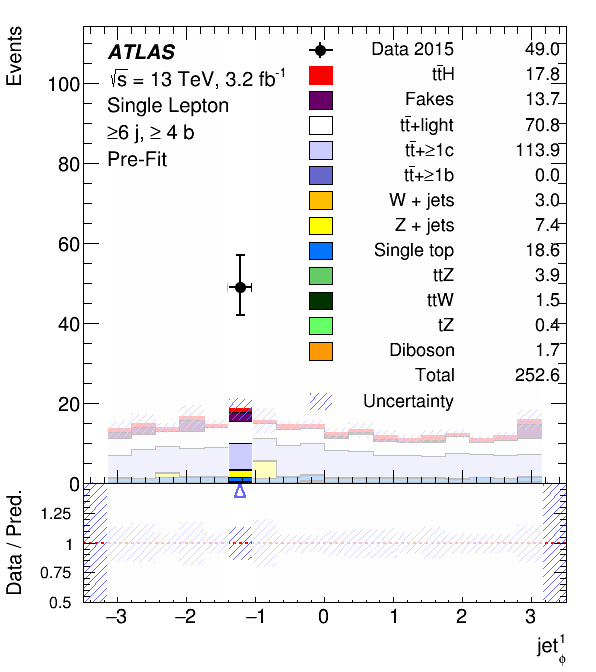 Events
ATLAS
√s = 13 TeV, 3.2 fb⁻¹
Single Lepton
≥6 j, ≥ 4 b
Pre-Fit
Data 2015 49.0
tt̄H 17.8
Fakes 13.7
tt̄+light 70.8
tt̄+≥1c 113.9
tt̄+≥1b 0.0
W + jets 3.0
Z + jets 7.4
Single top 18.6
ttZ 3.9
ttW 1.5
tZ 0.4
Diboson 1.7
Total 252.6
Uncertainty
100
80
60
40
20
0
Data / Pred.
1.25
1
0.75
0.5
−3 −2 −1 0 1 2 3
jet¹ϕ